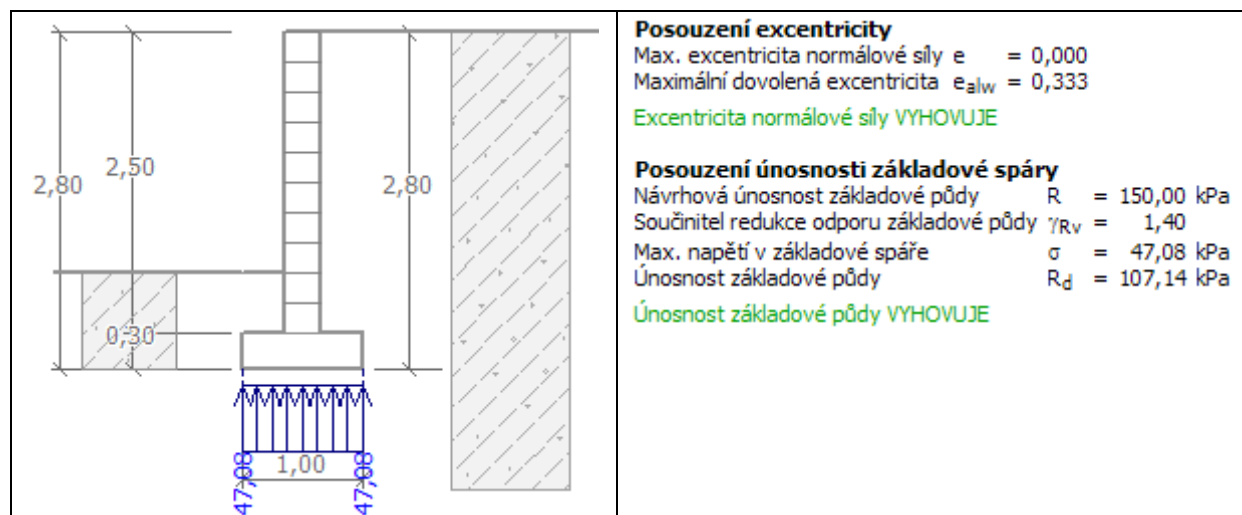 2,80
2,50
2,80
0,30
47,08
1,00
47,08
Posouzení excentricity
Max. excentricita normálové síly e = 0,000
Maximální dovolená excentricita ealw = 0,333
Excentricita normálové síly VYHOVUJE
Posouzení únosnosti základové spáry
Návrhová únosnost základové půdy R = 150,00 kPa
Součinitel redukce odporu základové půdy γRv = 1,40
Max. napětí v základové spáře σ = 47,08 kPa
Únosnost základové půdy Rd = 107,14 kPa
Únosnost základové půdy VYHOVUJE